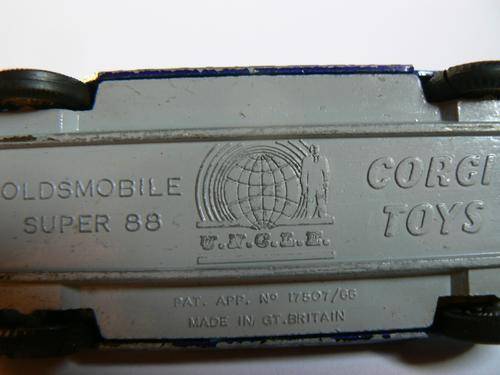 OLDSMOBILE
SUPER 88
U.N.C.L.E.
CORGI
TOYS
PAT. APP. Nº 17507/66
MADE IN GT. BRITAIN